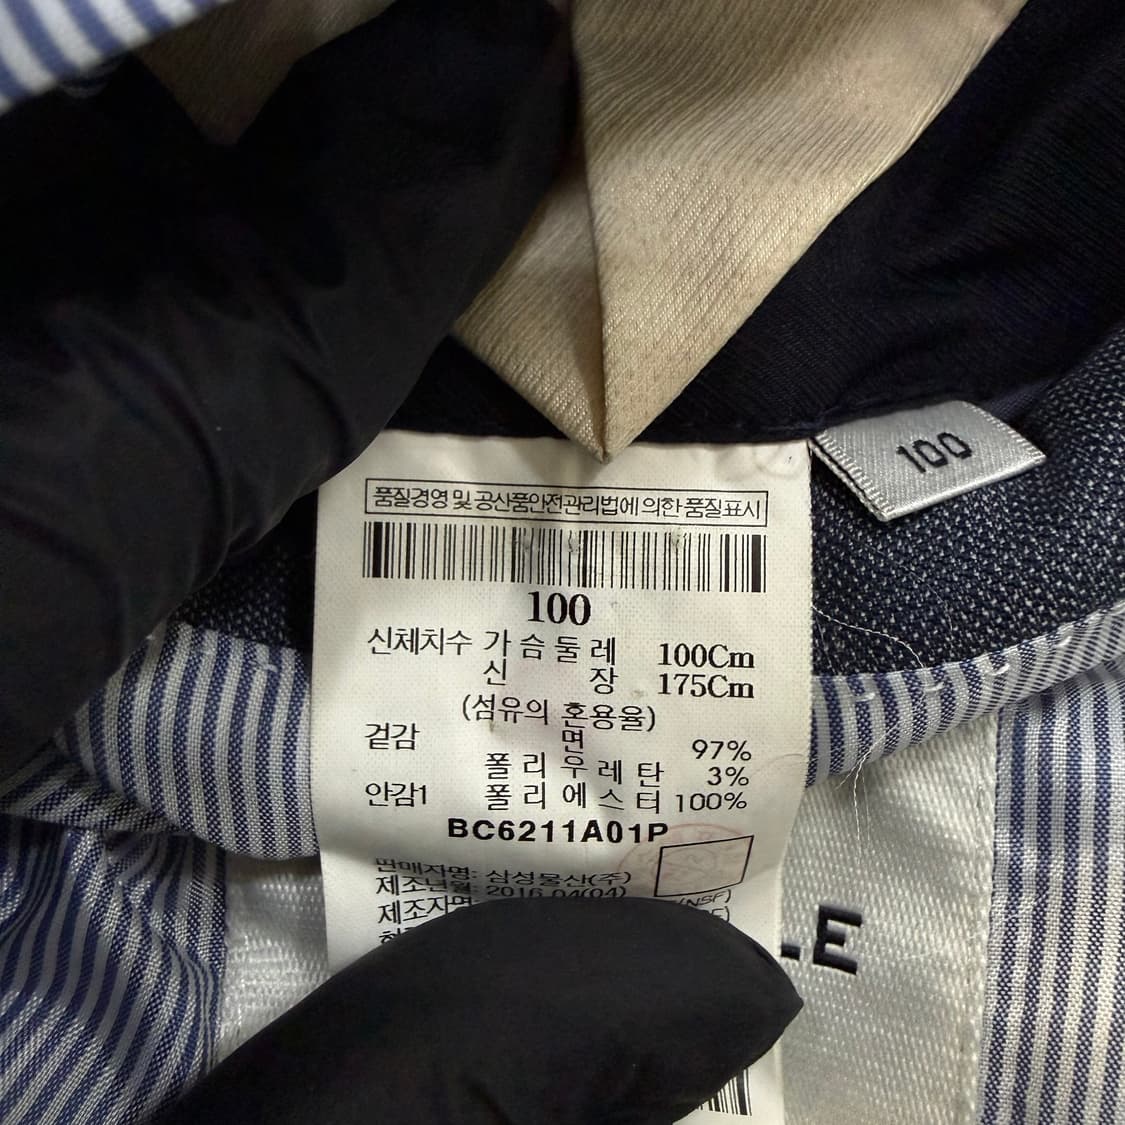 100
품질경영 및 공산품안전관리법에 의한 품질표시
100
신체치수 가슴둘레 100Cm
신장 175Cm
(섬유의 혼용율)
겉감 면 97%
폴리우레탄 3%
안감1 폴리에스터 100%
BC6211A01P
판매자명: 삼성물산(주)
제조년월: 2016.04(04)
제조자명
(NSF)
LE